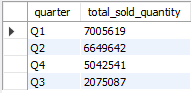 quarter total_sold_quantity
Q1 7005619
Q2 6649642
Q4 5042541
Q3 2075087